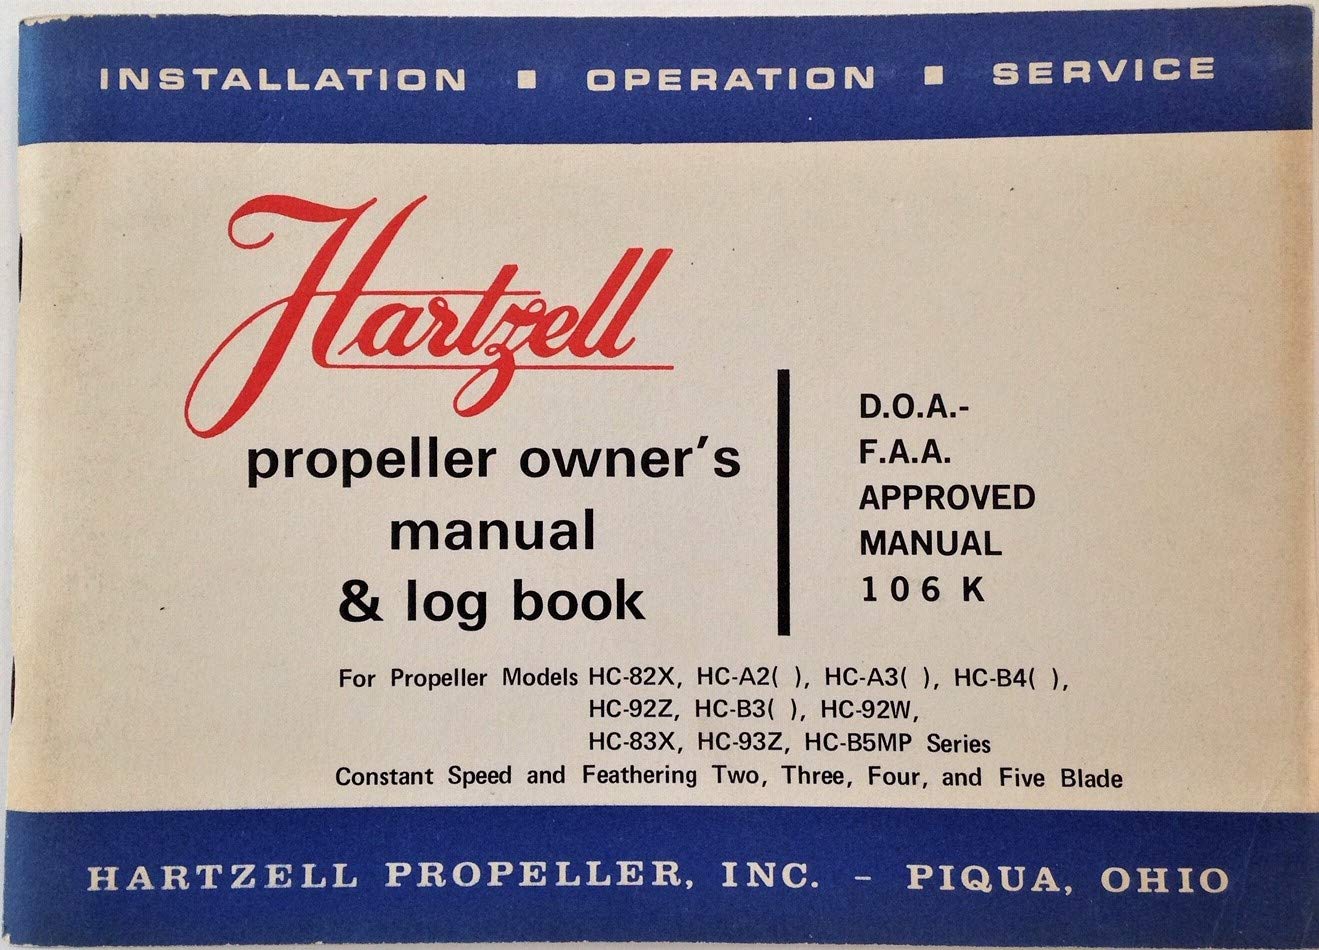 INSTALLATION ■ OPERATION ■ SERVICE
Hartzell
propeller owner's
manual
& log book
D.O.A.-
F.A.A.
APPROVED
MANUAL
106 K
For Propeller Models HC-82X, HC-A2( ), HC-A3( ), HC-B4( ),
HC-92Z, HC-B3( ), HC-92W,
HC-83X, HC-93Z, HC-B5MP Series
Constant Speed and Feathering Two, Three, Four, and Five Blade
HARTZELL PROPELLER, INC. - PIQUA, OHIO